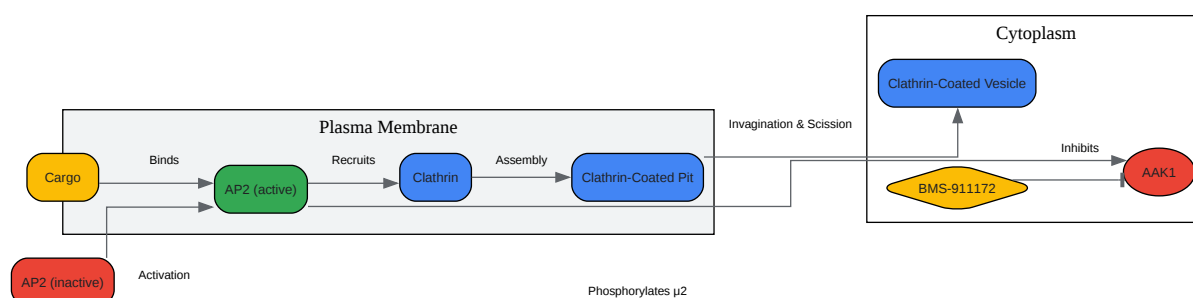 Cytoplasm
Clathrin-Coated Vesicle
Plasma Membrane
Invagination & Scission
Binds
Recruits
Assembly
Inhibits
Cargo
AP2 (active)
Clathrin
Clathrin-Coated Pit
BMS-911172
AAK1
AP2 (inactive)
Activation
Phosphorylates μ2